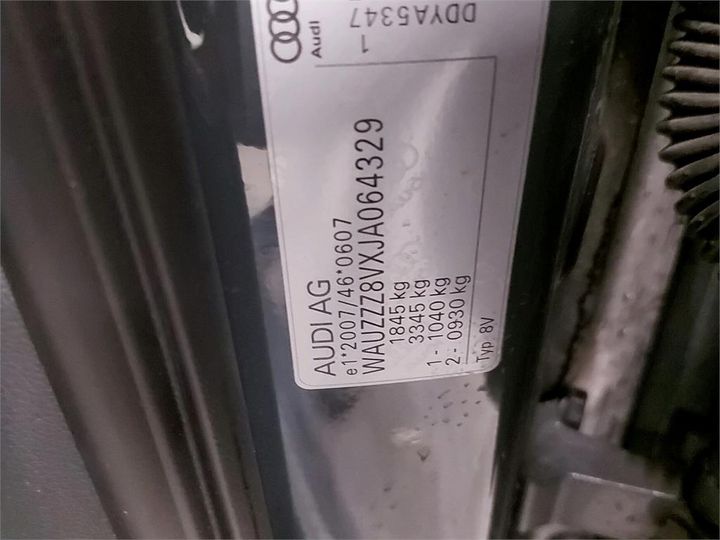 Audi
AUDI AG
e1*2007/46*0607
WAUZZZ8VXJA064329
1845 kg
3345 kg
1- 1040 kg
2- 0930 kg
Typ 8V
1
DDYA5347